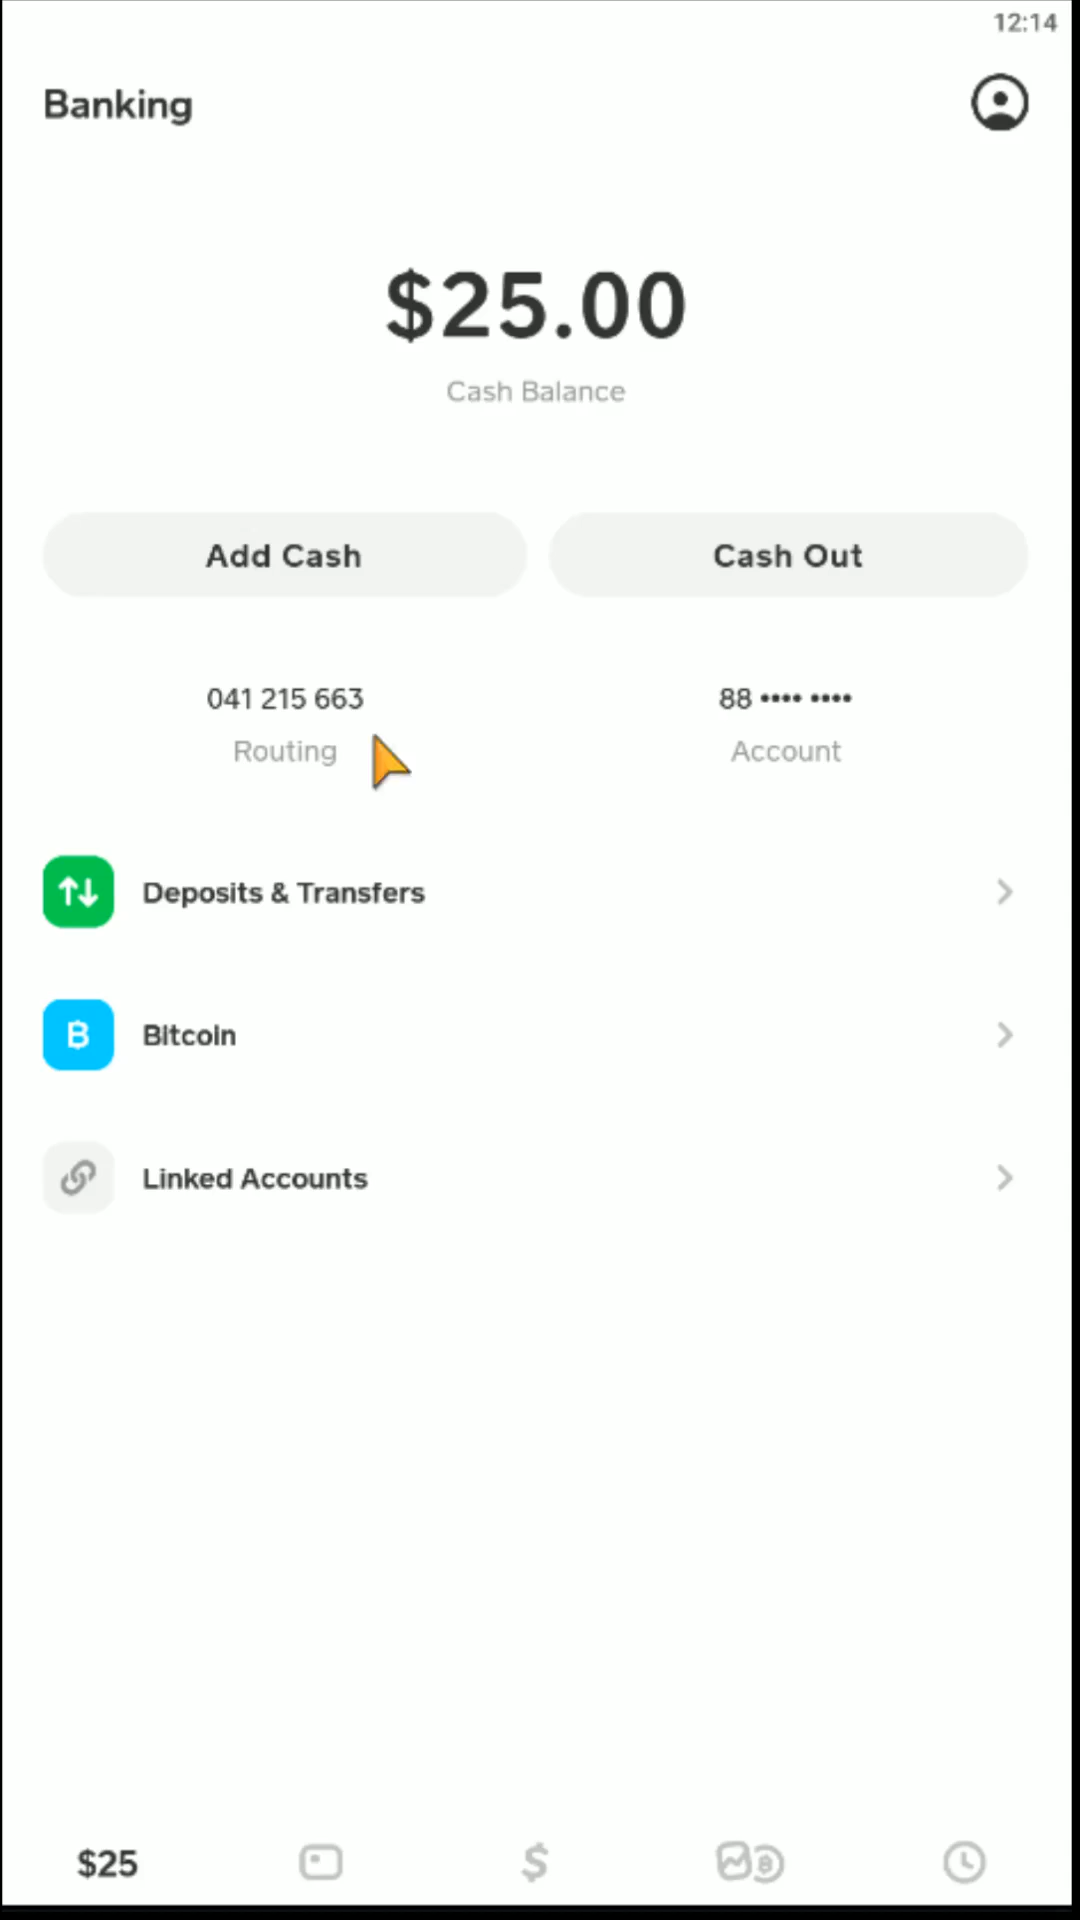 12:14
Banking
$25.00
Cash Balance
Add Cash
Cash Out
041 215 663
88 •••• ••••
Routing
Account
Deposits & Transfers
Bitcoin
Linked Accounts
$25